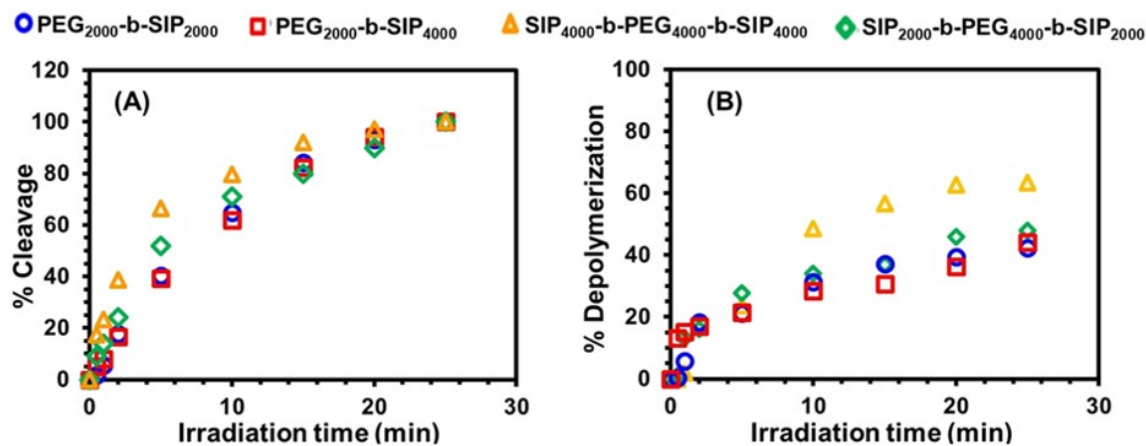 PEG2000-b-SIP2000 PEG2000-b-SIP4000 SIP4000-b-PEG4000-b-SIP4000 SIP2000-b-PEG4000-b-SIP2000
(A)
% Cleavage
120
100
80
60
40
20
0
0 10 20 30
Irradiation time (min)
(B)
% Depolymerization
100
80
60
40
20
0
0 10 20 30
Irradiation time (min)